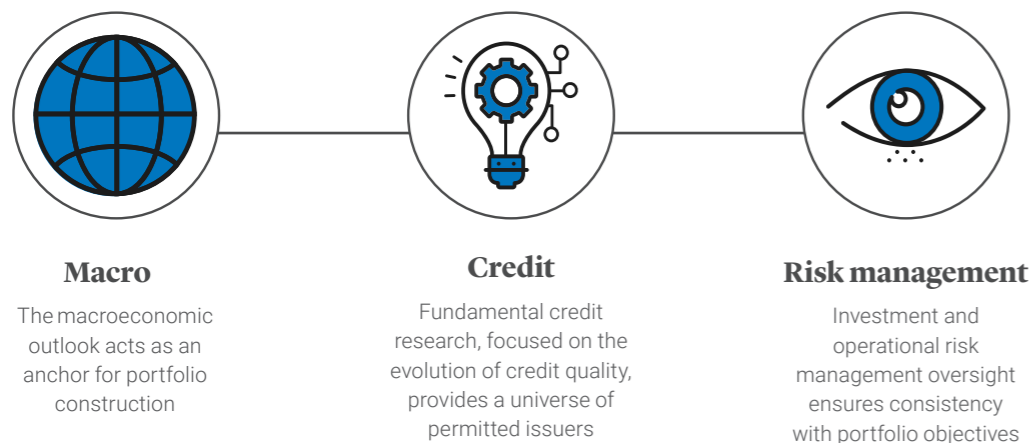 Macro
The macroeconomic
outlook acts as an
anchor for portfolio
construction
Credit
Fundamental credit
research, focused on the
evolution of credit quality,
provides a universe of
permitted issuers
Risk management
Investment and
operational risk
management oversight
ensures consistency
with portfolio objectives